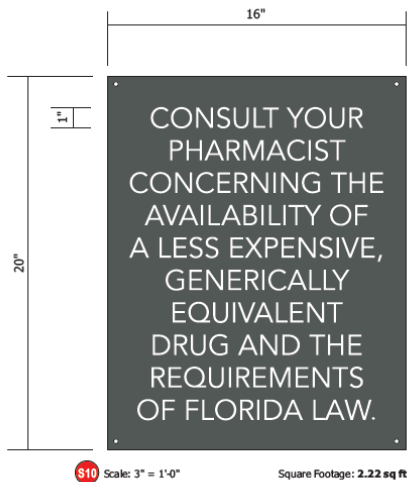 16"
1"
20"
CONSULT YOUR
PHARMACIST
CONCERNING THE
AVAILABILITY OF
A LESS EXPENSIVE,
GENERICALLY
EQUIVALENT
DRUG AND THE
REQUIREMENTS
OF FLORIDA LAW.
S10 Scale: 3" = 1'-0" Square Footage: 2.22 sq ft